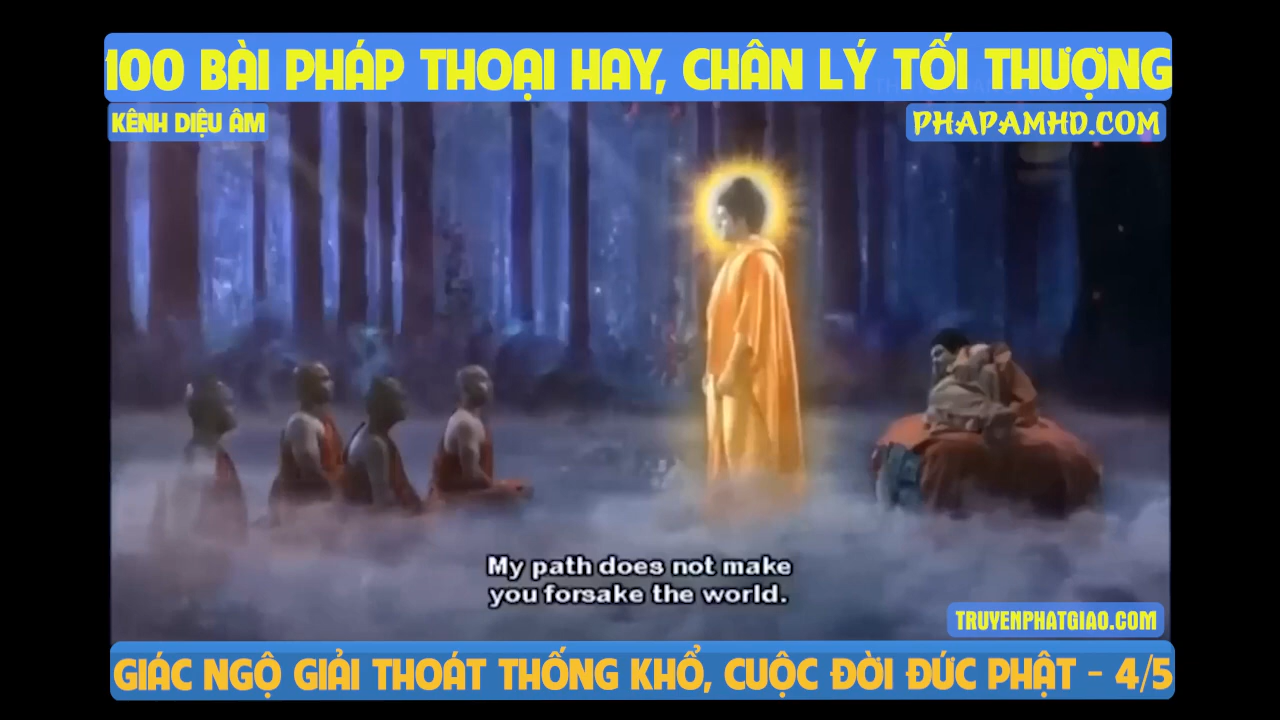 100 BÀI PHÁP THOẠI HAY, CHÂN LÝ TỐI THƯỢNG
KÊNH DIỆU ÂM
PHAPAMHD.COM
My path does not make
you forsake the world.
TRUYENPHATGIAO.COM
GIÁC NGỘ GIẢI THOÁT THỐNG KHỔ, CUỘC ĐỜI ĐỨC PHẬT - 4/5